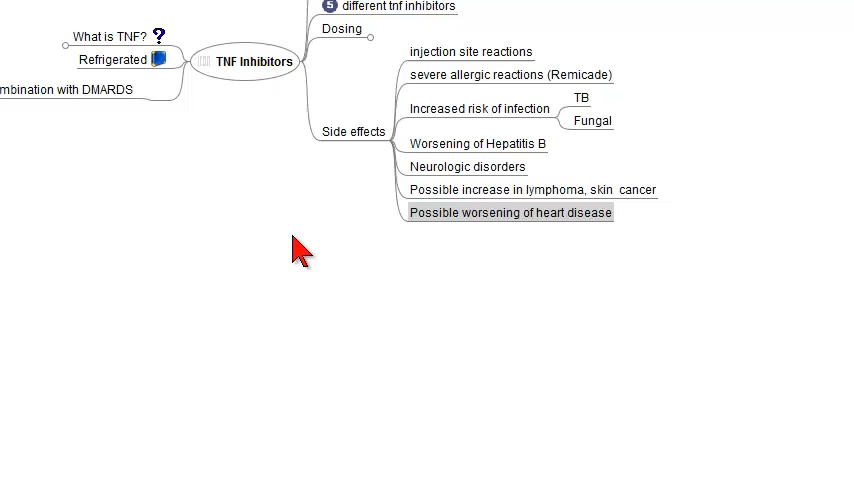 5 different tnf inhibitors
Dosing
What is TNF? ?
Refrigerated
TNF Inhibitors
mbination with DMARDS
injection site reactions
severe allergic reactions (Remicade)
Increased risk of infection
TB
Fungal
Side effects
Worsening of Hepatitis B
Neurologic disorders
Possible increase in lymphoma, skin  cancer
Possible worsening of heart disease